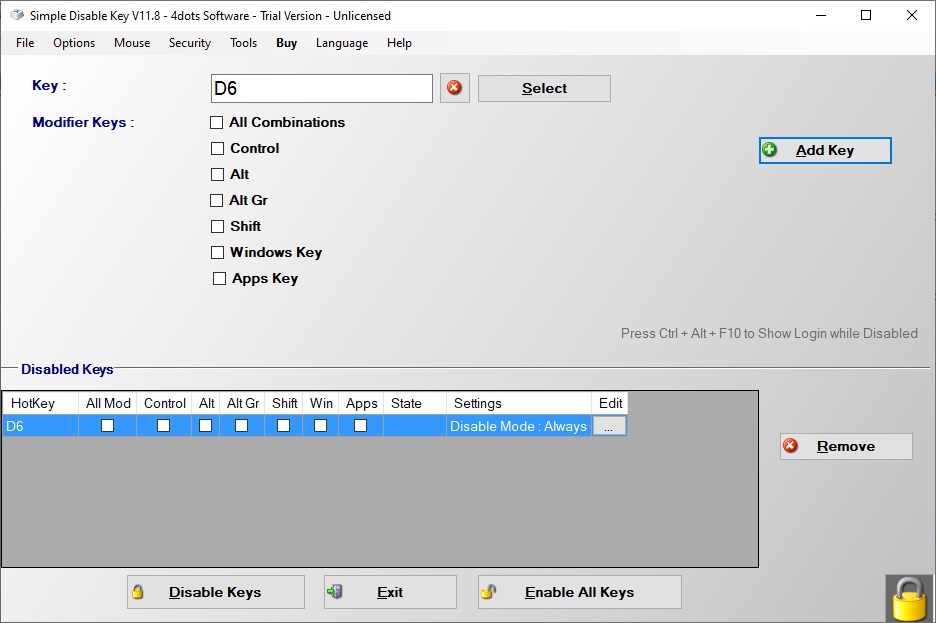 Simple Disable Key V11.8 - 4dots Software - Trial Version - Unlicensed
File Options Mouse Security Tools Buy Language Help
Key : D6 Select
Modifier Keys : All Combinations
Control
Add Key
Alt
Alt Gr
Shift
Windows Key
Apps Key
Press Ctrl + Alt + F10 to Show Login while Disabled
Disabled Keys
HotKey All Mod Control Alt Alt Gr Shift Win Apps State Settings Edit
D6 Disable Mode : Always ...
Remove
Disable Keys Exit Enable All Keys